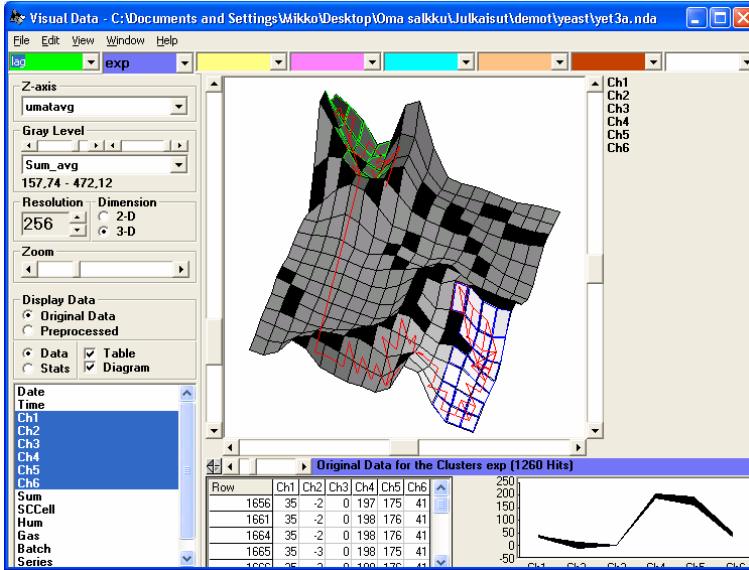 Visual Data - C:\Documents and Settings\Mikko\Desktop\Oma salkku\Julkaisut\demot\yeast\yet3a.nda
File Edit View Window Help
lag exp
Z-axis
umatavg
Gray Level
Sum_avg
157,74 - 472,12
Resolution Dimension
256
2-D
3-D
Zoom
Display Data
Original Data
Preprocessed
Data Table
Stats Diagram
Date
Time
Ch1
Ch2
Ch3
Ch4
Ch5
Ch6
Sum
SCCell
Hum
Gas
Batch
Series
Ch1
Ch2
Ch3
Ch4
Ch5
Ch6
Original Data for the Clusters exp (1260 Hits)
Row Ch1 Ch2 Ch3 Ch4 Ch5 Ch6
1656 35 -2 0 197 175 41
1661 35 -2 0 198 176 41
1664 35 -2 0 198 176 41
1665 35 -3 0 198 175 41
250
200
150
100
50
0
-50